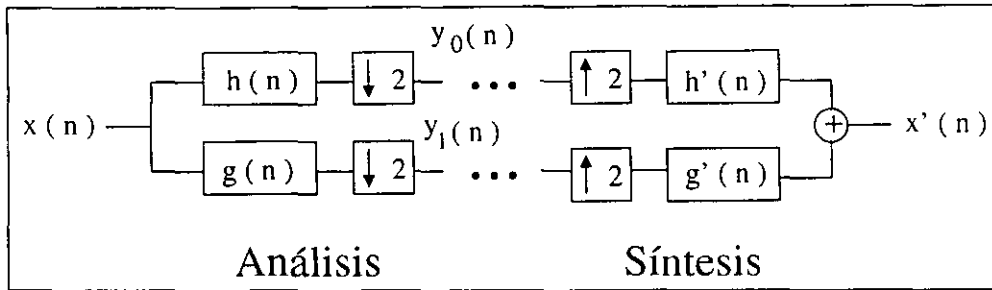 y₀(n)
h(n) ↓ 2 • • • ↑ 2 h'(n)
x(n) + x'(n)
y₁(n)
g(n) ↓ 2 • • • ↑ 2 g'(n)
Análisis Síntesis